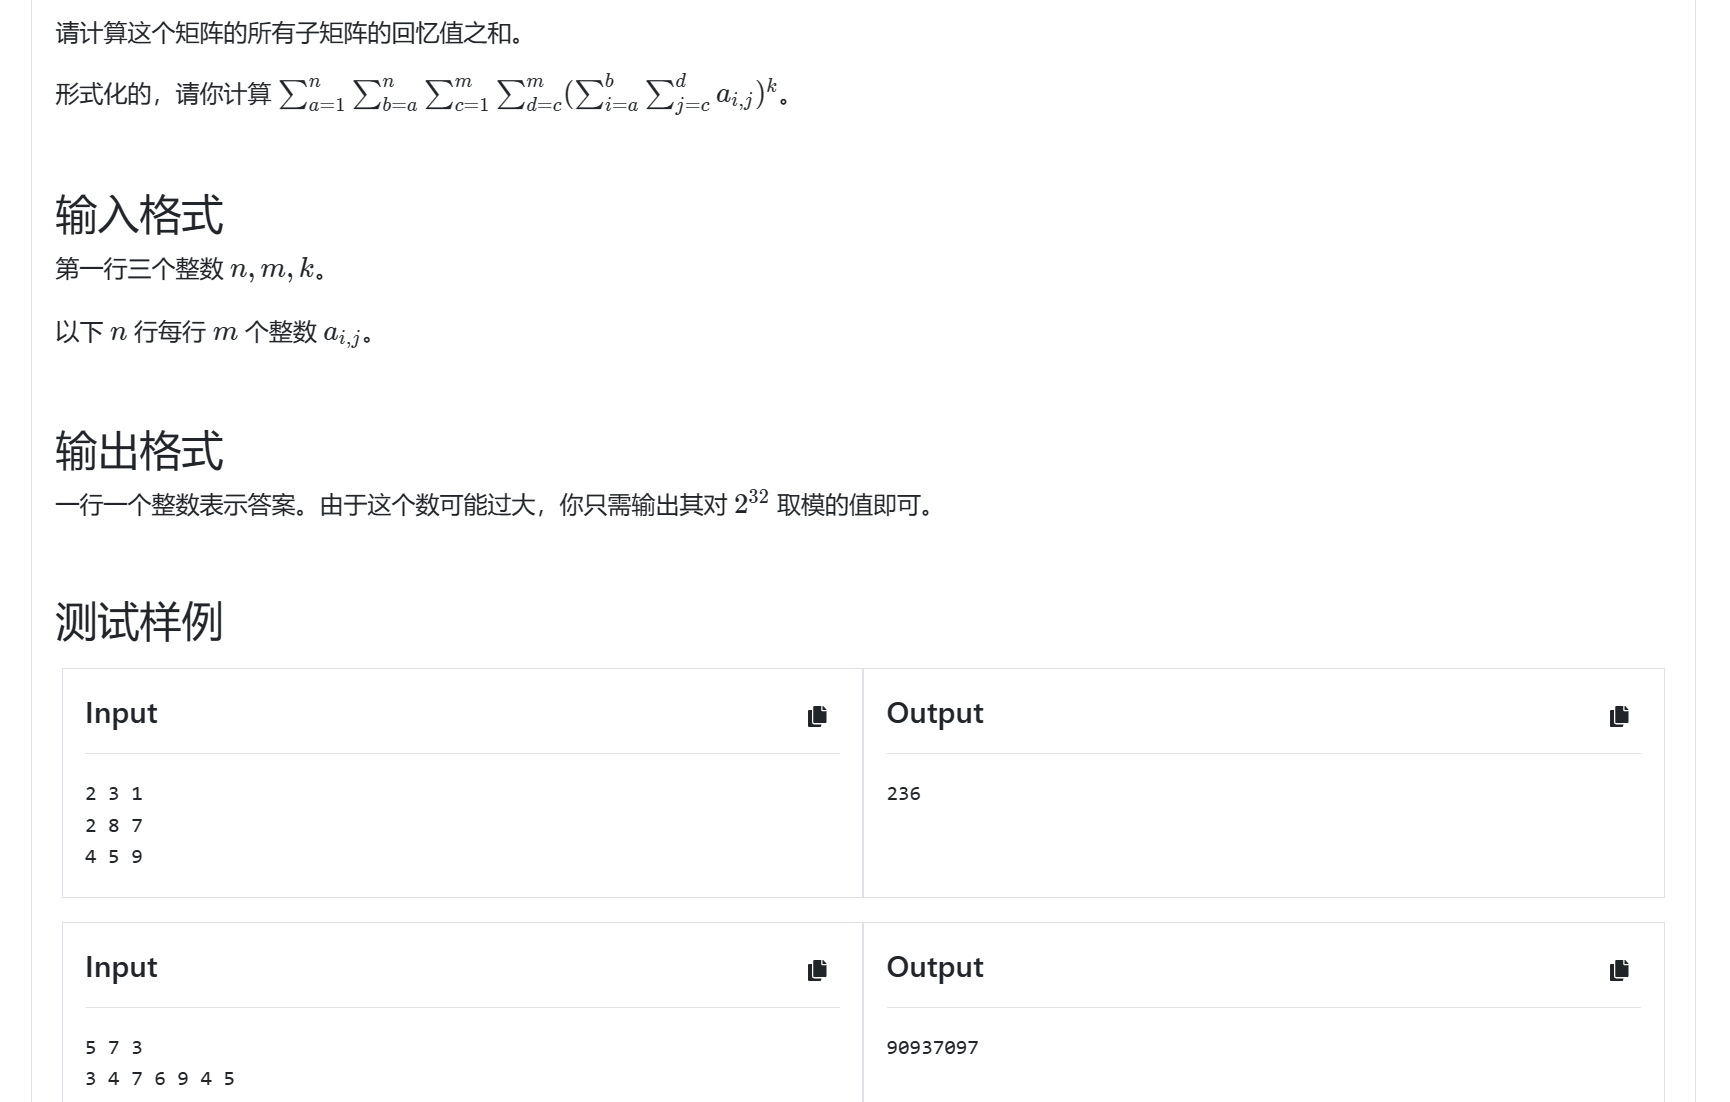 请计算这个矩阵的所有子矩阵的回忆值之和。
形式化的，请你计算 $\sum_{a=1}^{n} \sum_{b=a}^{n} \sum_{c=1}^{m} \sum_{d=c}^{m} (\sum_{i=a}^{b} \sum_{j=c}^{d} a_{i,j})^k$。
输入格式
第一行三个整数 $n, m, k$。
以下 $n$ 行每行 $m$ 个整数 $a_{i,j}$。
输出格式
一行一个整数表示答案。由于这个数可能过大，你只需输出其对 $2^{32}$ 取模的值即可。
测试样例
Input
2 3 1
2 8 7
4 5 9
Output
236
Input
5 7 3
3 4 7 6 9 4 5
Output
90937097